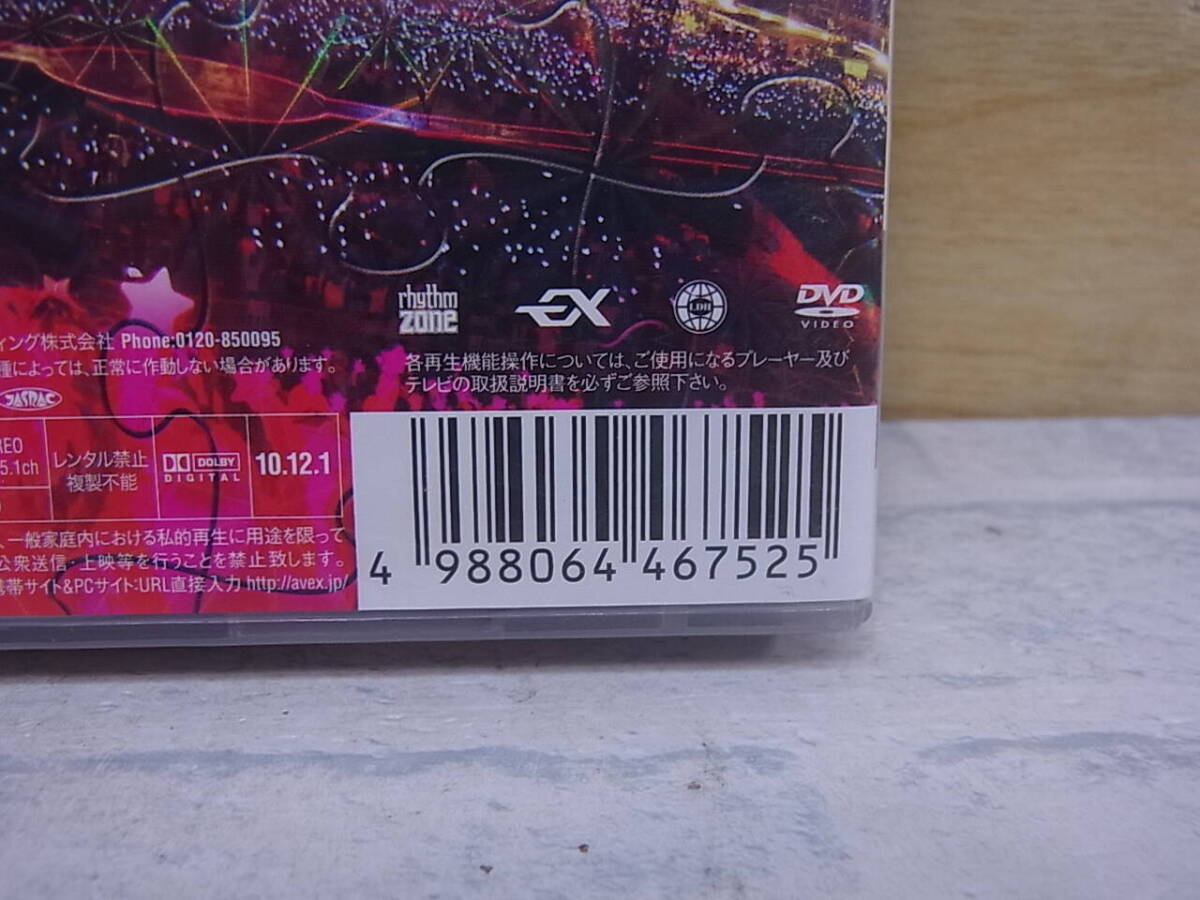 rhythm
zone
EX
LDH
DVD
VIDEO
ィング株式会社 Phone:0120-850095
種によっては、正常に作動しない場合があります。
各再生機能操作については、ご使用になるプレーヤー及び
テレビの取扱説明書を必ずご参照下さい。
JASRAC
REO
5.1ch
レンタル禁止
複製不能
DOLBY
DIGITAL
10.12.1
、一般家庭内における私的再生に用途を限って
公衆送信・上映等を行うことを禁止致します。
携帯サイト&PCサイト:URL直接入力 http://avex.jp/
4 988064 467525